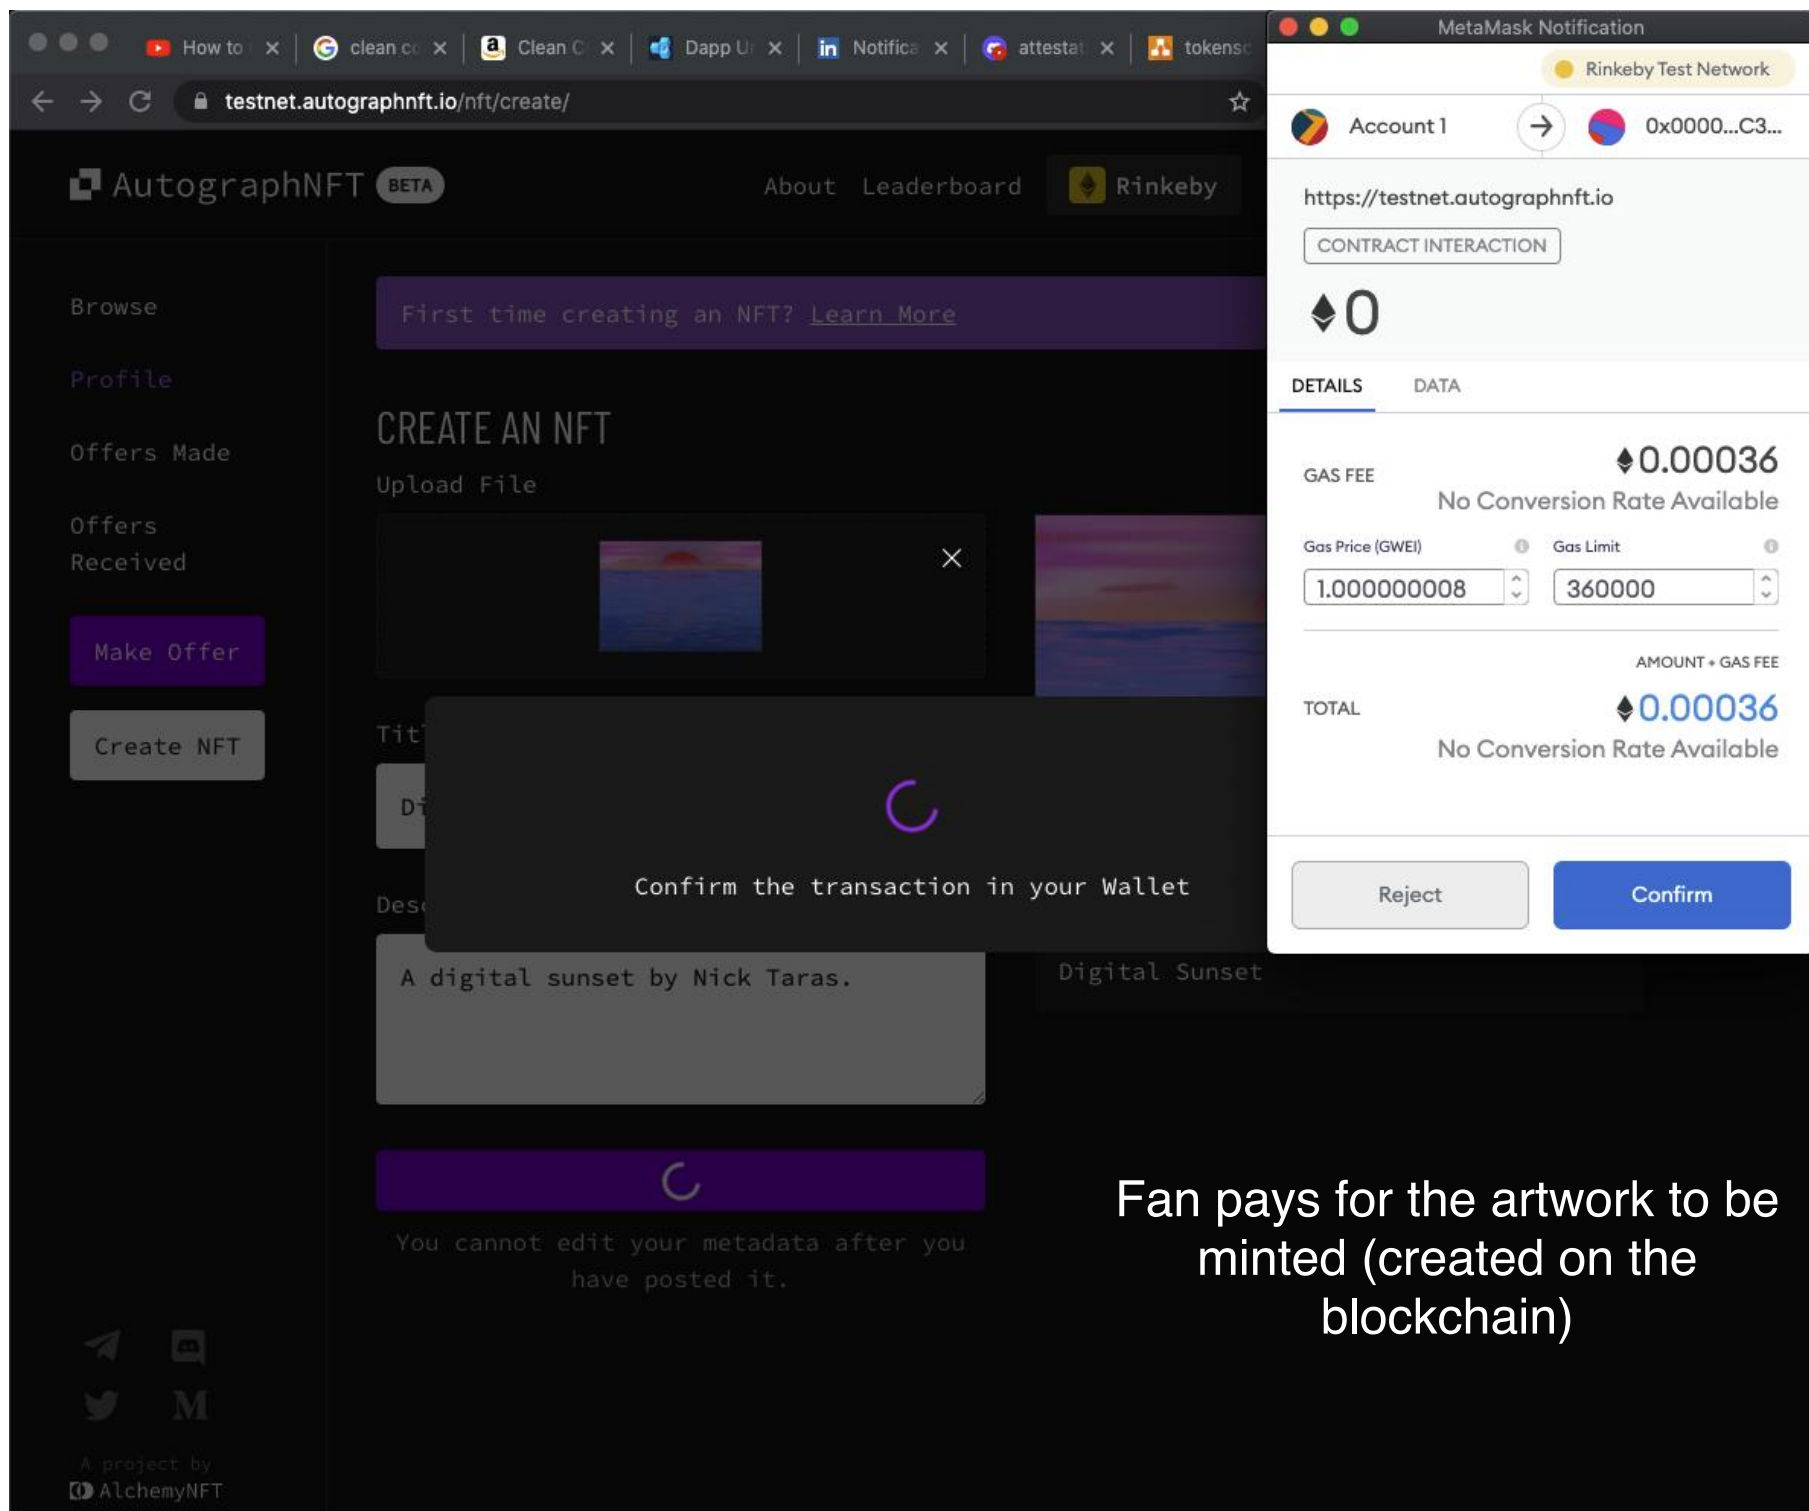 How to
clean co
Clean C
Dapp U
in Notifica
attestat
tokensc
testnet.autographnft.io/nft/create/
AutographNFT BETA
About Leaderboard Rinkeby
Browse
Profile
Offers Made
Offers
Received
Make Offer
Create NFT
First time creating an NFT? Learn More
CREATE AN NFT
Upload File
Tit
Di
Confirm the transaction in your Wallet
Des
A digital sunset by Nick Taras.
Digital Sunset
You cannot edit your metadata after you
have posted it.
A project by
AlchemyNFT
MetaMask Notification
Rinkeby Test Network
Account 1 0x0000...C3...
https://testnet.autographnft.io
CONTRACT INTERACTION
0
DETAILS DATA
GAS FEE 0.00036
No Conversion Rate Available
Gas Price (GWEI) Gas Limit
1.000000008 360000
AMOUNT + GAS FEE
TOTAL 0.00036
No Conversion Rate Available
Reject Confirm
Fan pays for the artwork to be
minted (created on the
blockchain)